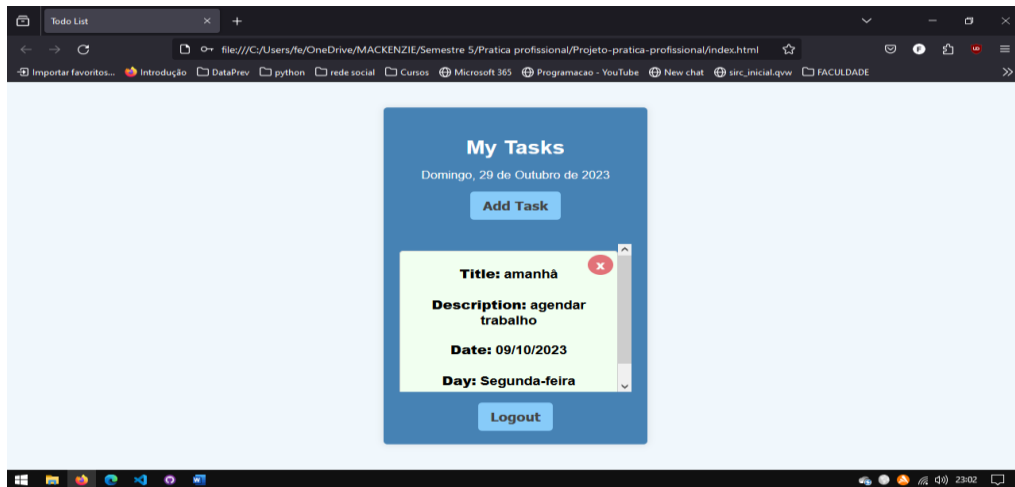 Todo List
file:///C:/Users/fe/OneDrive/MACKENZIE/Semestre 5/Pratica profissional/Projeto-pratica-profissional/index.html
Importar favoritos... Introdução DataPrev python rede social Cursos Microsoft 365 Programacao - YouTube New chat sirc_inicial.qvw FACULDADE
My Tasks
Domingo, 29 de Outubro de 2023
Add Task
x
Title: amanhã
Description: agendar
trabalho
Date: 09/10/2023
Day: Segunda-feira
Logout
23:02